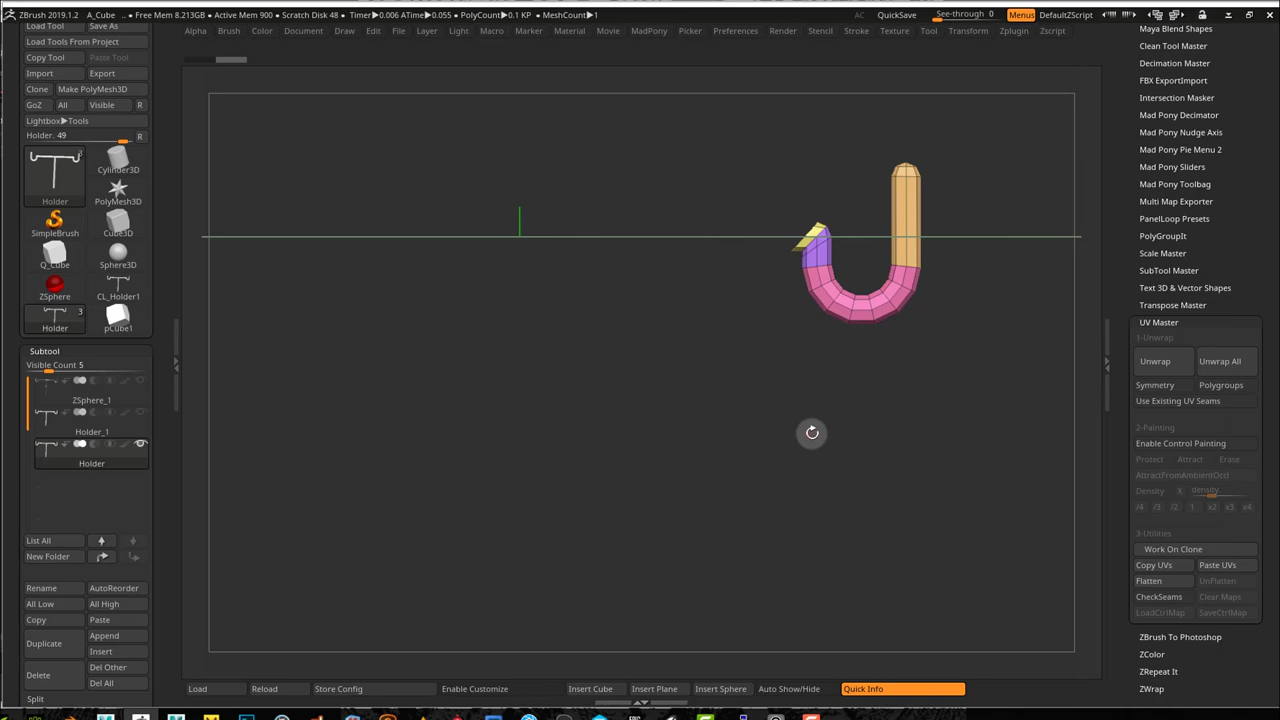 ZBrush 2019.1.2 A_Cube • Free Mem 8.213GB • Active Mem 900 • Scratch Disk 48 • Timer▶0.006 ATime▶0.055 • PolyCount▶0.1 KP • MeshCount▶1 AC QuickSave See-through 0 Menus DefaultZScript
Alpha Brush Color Document Draw Edit File Layer Light Macro Marker Material Movie MadPony Picker Preferences Render Stencil Stroke Texture Tool Transform Zplugin Zscript
Load Tool Save As
Load Tools From Project
Copy Tool Paste Tool
Import Export
Clone Make PolyMesh3D
GoZ All Visible R
Lightbox▶Tools
Holder. 49 R
3
Holder
Cylinder3D
PolyMesh3D
SimpleBrush
Cube3D
Q_Cube
Sphere3D
ZSphere
CL_Holder1
3
Holder
pCube1
Subtool
Visible Count 5
ZSphere_1
Holder_1
Holder
List All
New Folder
Rename AutoReorder
All Low All High
Copy Paste
Duplicate
Append
Insert
Delete
Del Other
Del All
Split
Load Reload Store Config Enable Customize Insert Cube Insert Plane Insert Sphere Auto Show/Hide Quick Info
Maya Blend Shapes
Clean Tool Master
Decimation Master
FBX ExportImport
Intersection Master
Mad Pony Decimator
Mad Pony Nudge Axis
Mad Pony Pie Menu 2
Mad Pony Sliders
Mad Pony Toolbag
Multi Map Exporter
PanelLoop Presets
PolyGroupIt
Scale Master
SubTool Master
Text 3D & Vector Shapes
Transpose Master
UV Master
1-Unwrap
Unwrap Unwrap All
Symmetry Polygroups
Use Existing UV Seams
2-Painting
Enable Control Painting
Protect Attract Erase
AttractFromAmbientOccl
Density X density
/4 /3 /2 1 x2 x3 x4
3-Utilities
Work On Clone
Copy UVs Paste UVs
Flatten UnFlatten
CheckSeams Clear Maps
LoadCtrlMap SaveCtrlMap
ZBrush To Photoshop
ZColor
ZRepeat It
ZWrap